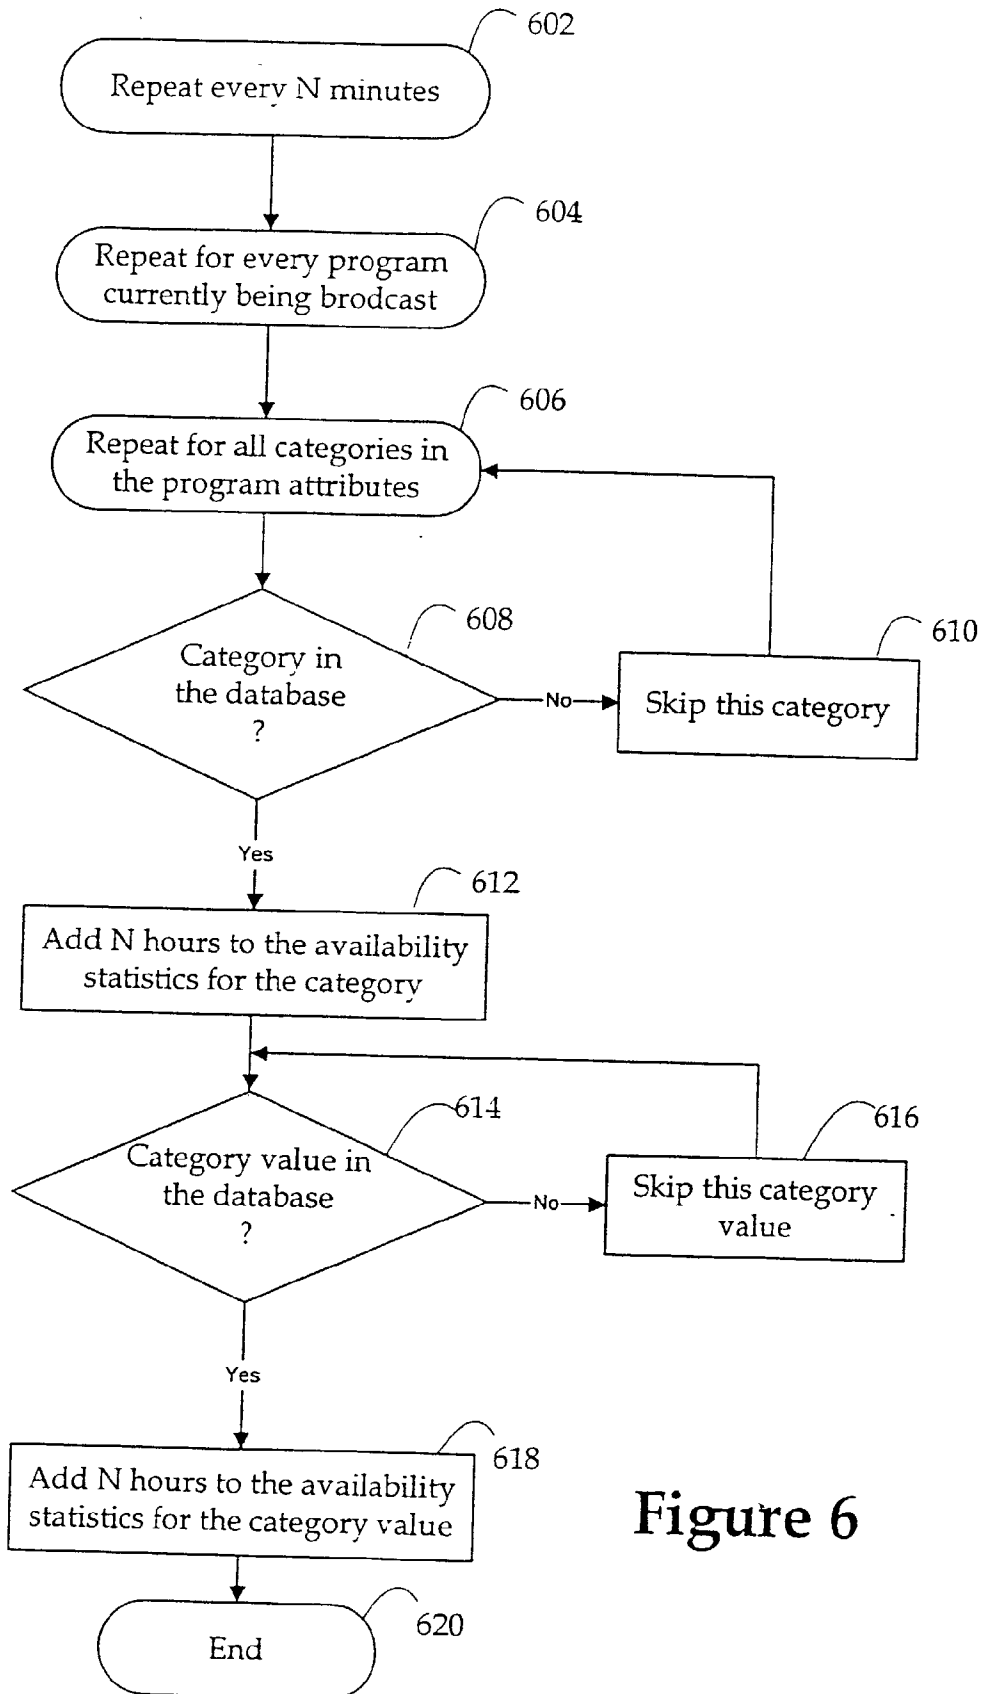 602
Repeat every N minutes
604
Repeat for every program
currently being brodcast
606
Repeat for all categories in
the program attributes
608
Category in
the database
?
No
610
Skip this category
Yes
612
Add N hours to the availability
statistics for the category
614
Category value in
the database
?
No
616
Skip this category
value
Yes
618
Add N hours to the availability
statistics for the category value
Figure 6
620
End